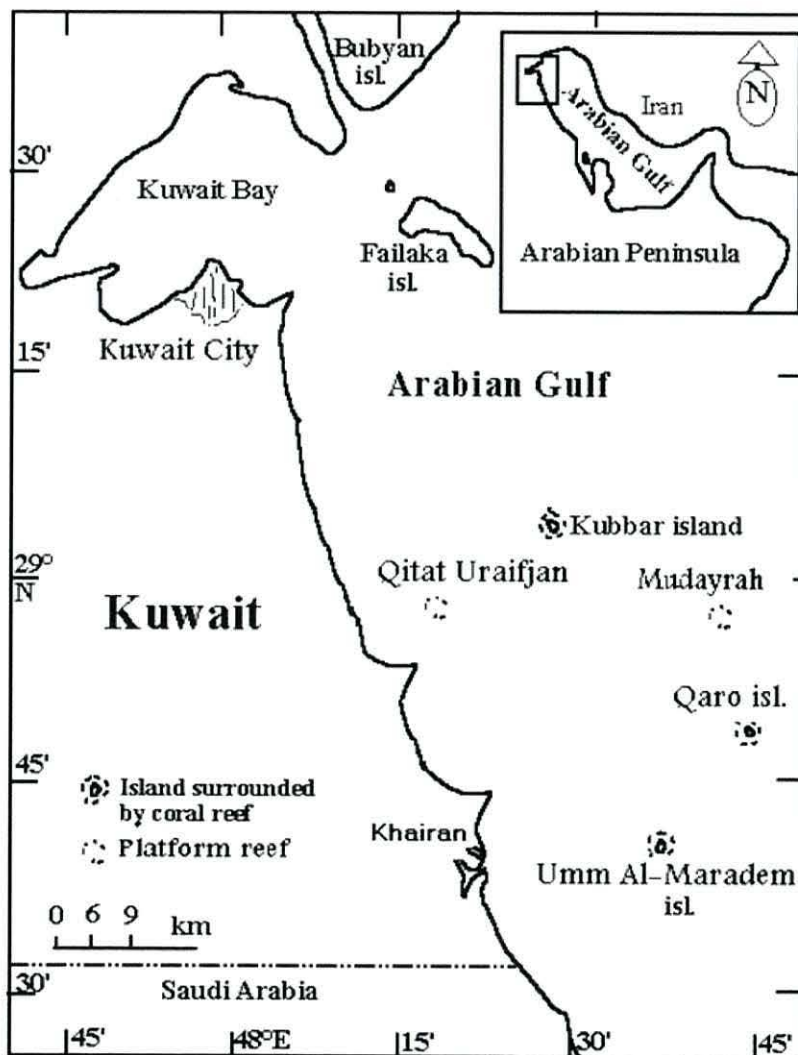 Bubyan
isl.
N
Iran
Arabian Gulf
Arabian Peninsula
30'
Kuwait Bay
Failaka
isl.
Kuwait City
15'
Arabian Gulf
Kubbar island
29°
N
Qitat Uraifjan
Mudayrah
Kuwait
Qaro isl.
45'
Island surrounded
by coral reef
Platform reef
Khairan
Umm Al-Maradem
isl.
0 6 9 km
30'
Saudi Arabia
45' 48°E 15' 30' 45'